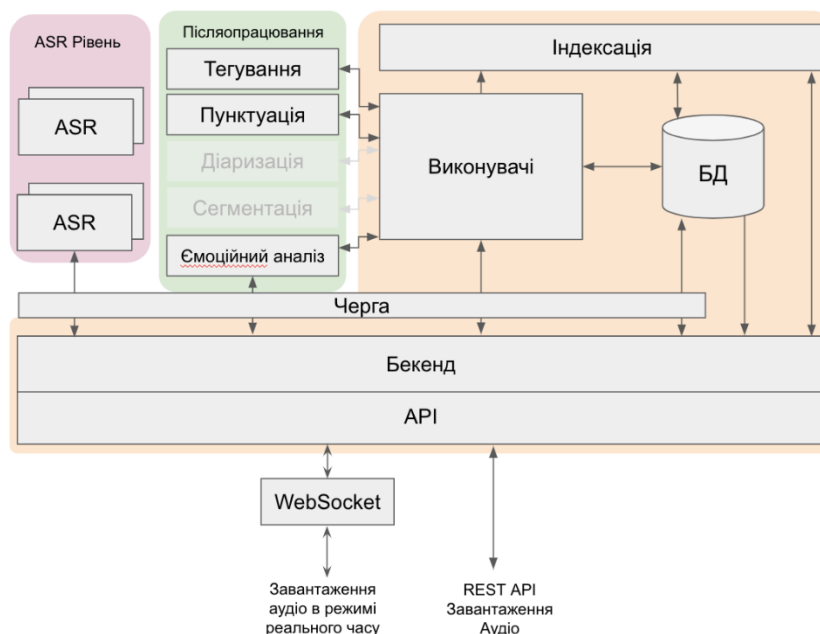 ASR Рівень
ASR
ASR
Післяопрацювання
Тегування
Пунктуація
Діаризація
Сегментація
Ємоційний аналіз
Індексація
Виконувачі
БД
Черга
Бекенд
API
WebSocket
Завантаження
аудіо в режимі
реального часу
REST API
Завантаження
Аудіо